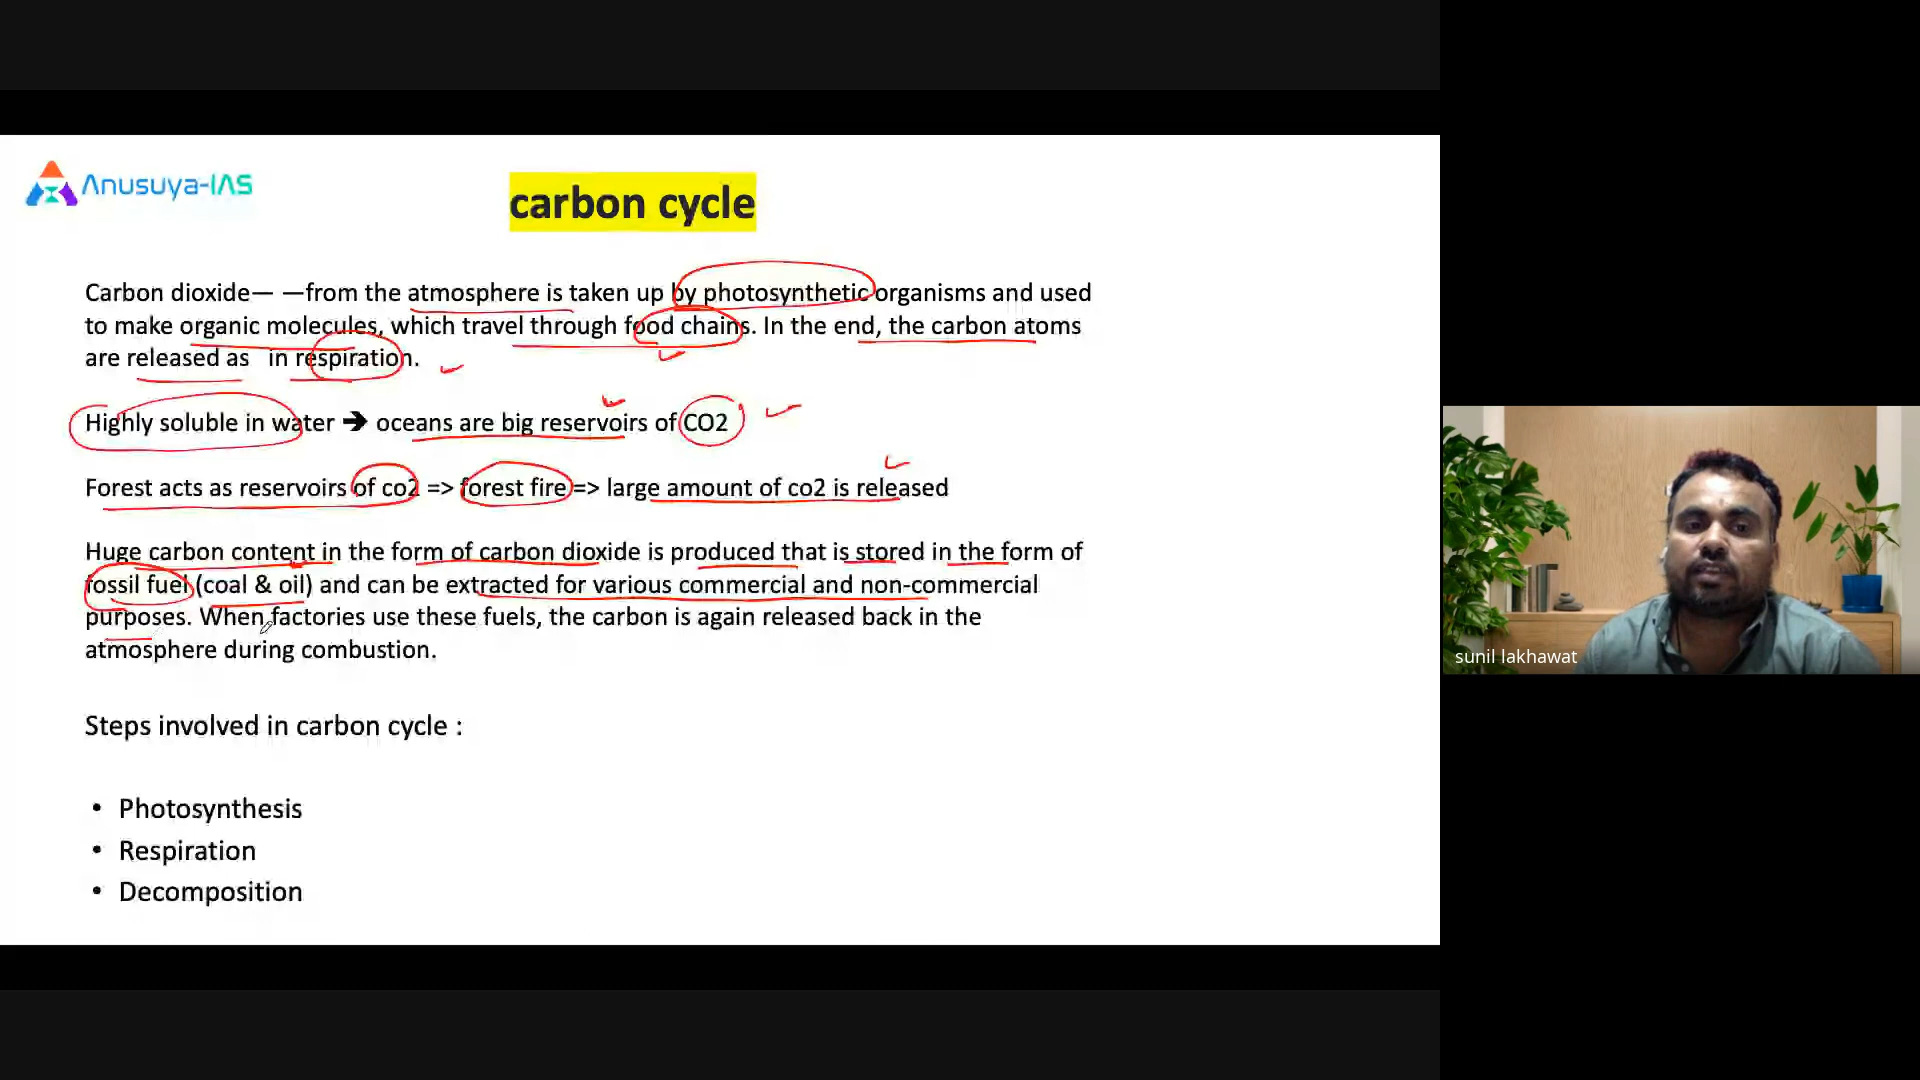 Anusuya-IAS
carbon cycle
Carbon dioxide— —from the atmosphere is taken up by photosynthetic organisms and used
to make organic molecules, which travel through food chains. In the end, the carbon atoms
are released as in respiration.
Highly soluble in water ➔ oceans are big reservoirs of CO2
Forest acts as reservoirs of co2 => forest fire => large amount of co2 is released
Huge carbon content in the form of carbon dioxide is produced that is stored in the form of
fossil fuel (coal & oil) and can be extracted for various commercial and non-commercial
purposes. When factories use these fuels, the carbon is again released back in the
atmosphere during combustion.
Steps involved in carbon cycle :
• Photosynthesis
• Respiration
• Decomposition
sunil lakhawat